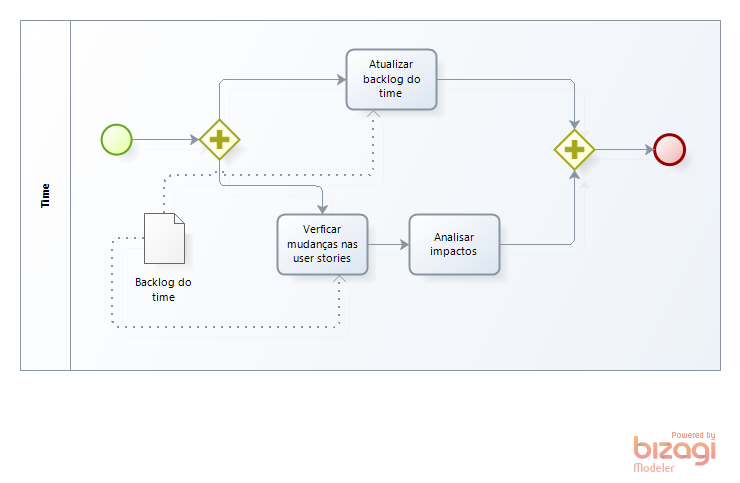 Atualizar
backlog do
time
Time
Verficar
mudanças nas
user stories
Analisar
impactos
Backlog do
time
Powered by
bizagi
Modeler